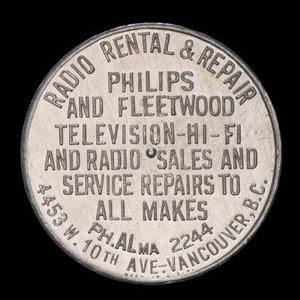 RADIO RENTAL & REPAIR
PHILIPS
AND FLEETWOOD
TELEVISION-HI-FI
AND RADIO SALES AND
SERVICE REPAIRS TO
ALL MAKES
PH. ALMA 2244
4453 W. 10TH AVE-VANCOUVER, B.C.